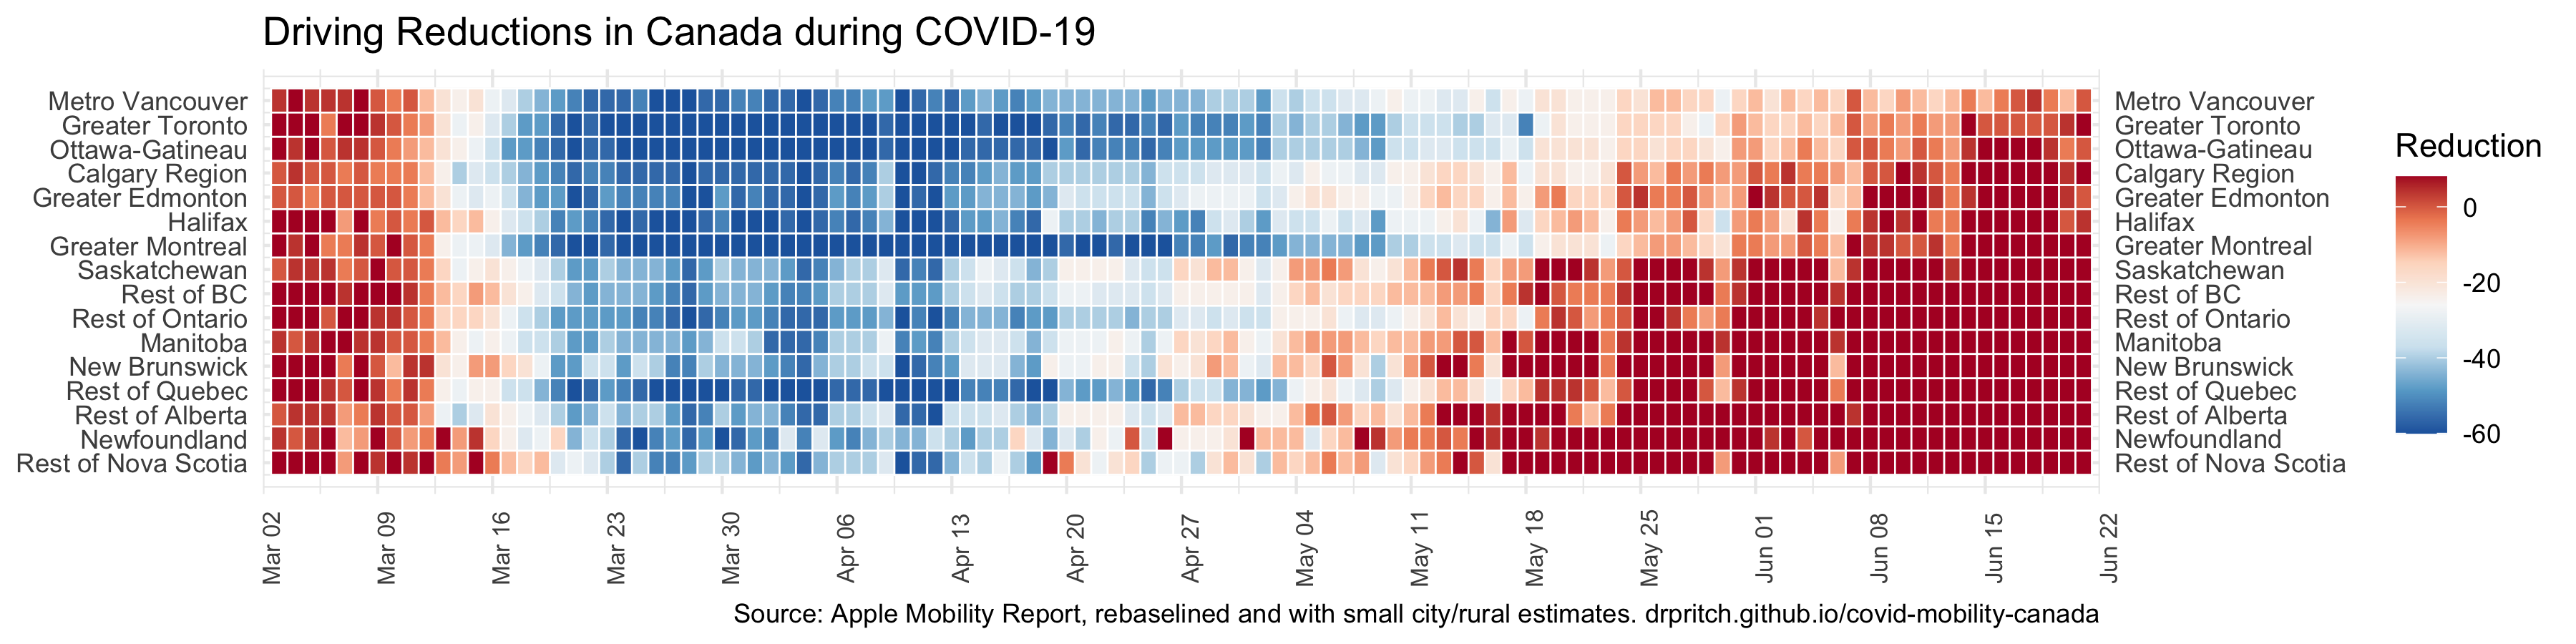 Driving Reductions in Canada during COVID-19
Metro Vancouver
Greater Toronto
Ottawa-Gatineau
Calgary Region
Greater Edmonton
Halifax
Greater Montreal
Saskatchewan
Rest of BC
Rest of Ontario
Manitoba
New Brunswick
Rest of Quebec
Rest of Alberta
Newfoundland
Rest of Nova Scotia
Metro Vancouver
Greater Toronto
Ottawa-Gatineau
Calgary Region
Greater Edmonton
Halifax
Greater Montreal
Saskatchewan
Rest of BC
Rest of Ontario
Manitoba
New Brunswick
Rest of Quebec
Rest of Alberta
Newfoundland
Rest of Nova Scotia
Reduction
0
-20
-40
-60
Mar 02
Mar 09
Mar 16
Mar 23
Mar 30
Apr 06
Apr 13
Apr 20
Apr 27
May 04
May 11
May 18
May 25
Jun 01
Jun 08
Jun 15
Jun 22
Source: Apple Mobility Report, rebaselined and with small city/rural estimates. drpritch.github.io/covid-mobility-canada